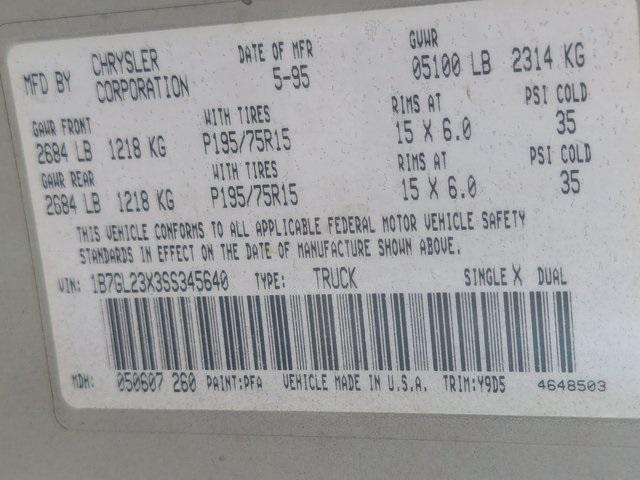 MFD BY CHRYSLER CORPORATION DATE OF MFR 5-95 GVWR 05100 LB 2314 KG
GAWR FRONT WITH TIRES RIMS AT PSI COLD
2684 LB 1218 KG P195/75R15 15 X 6.0 35
GAWR REAR WITH TIRES RIMS AT PSI COLD
2684 LB 1218 KG P195/75R15 15 X 6.0 35
THIS VEHICLE CONFORMS TO ALL APPLICABLE FEDERAL MOTOR VEHICLE SAFETY
STANDARDS IN EFFECT ON THE DATE OF MANUFACTURE SHOWN ABOVE.
VIN: 1B7GL23X3SS345640 TYPE: TRUCK SINGLE X DUAL
MDH: 050607 260 PAINT:PFA VEHICLE MADE IN U.S.A. TRIM:Y9D5 4648503